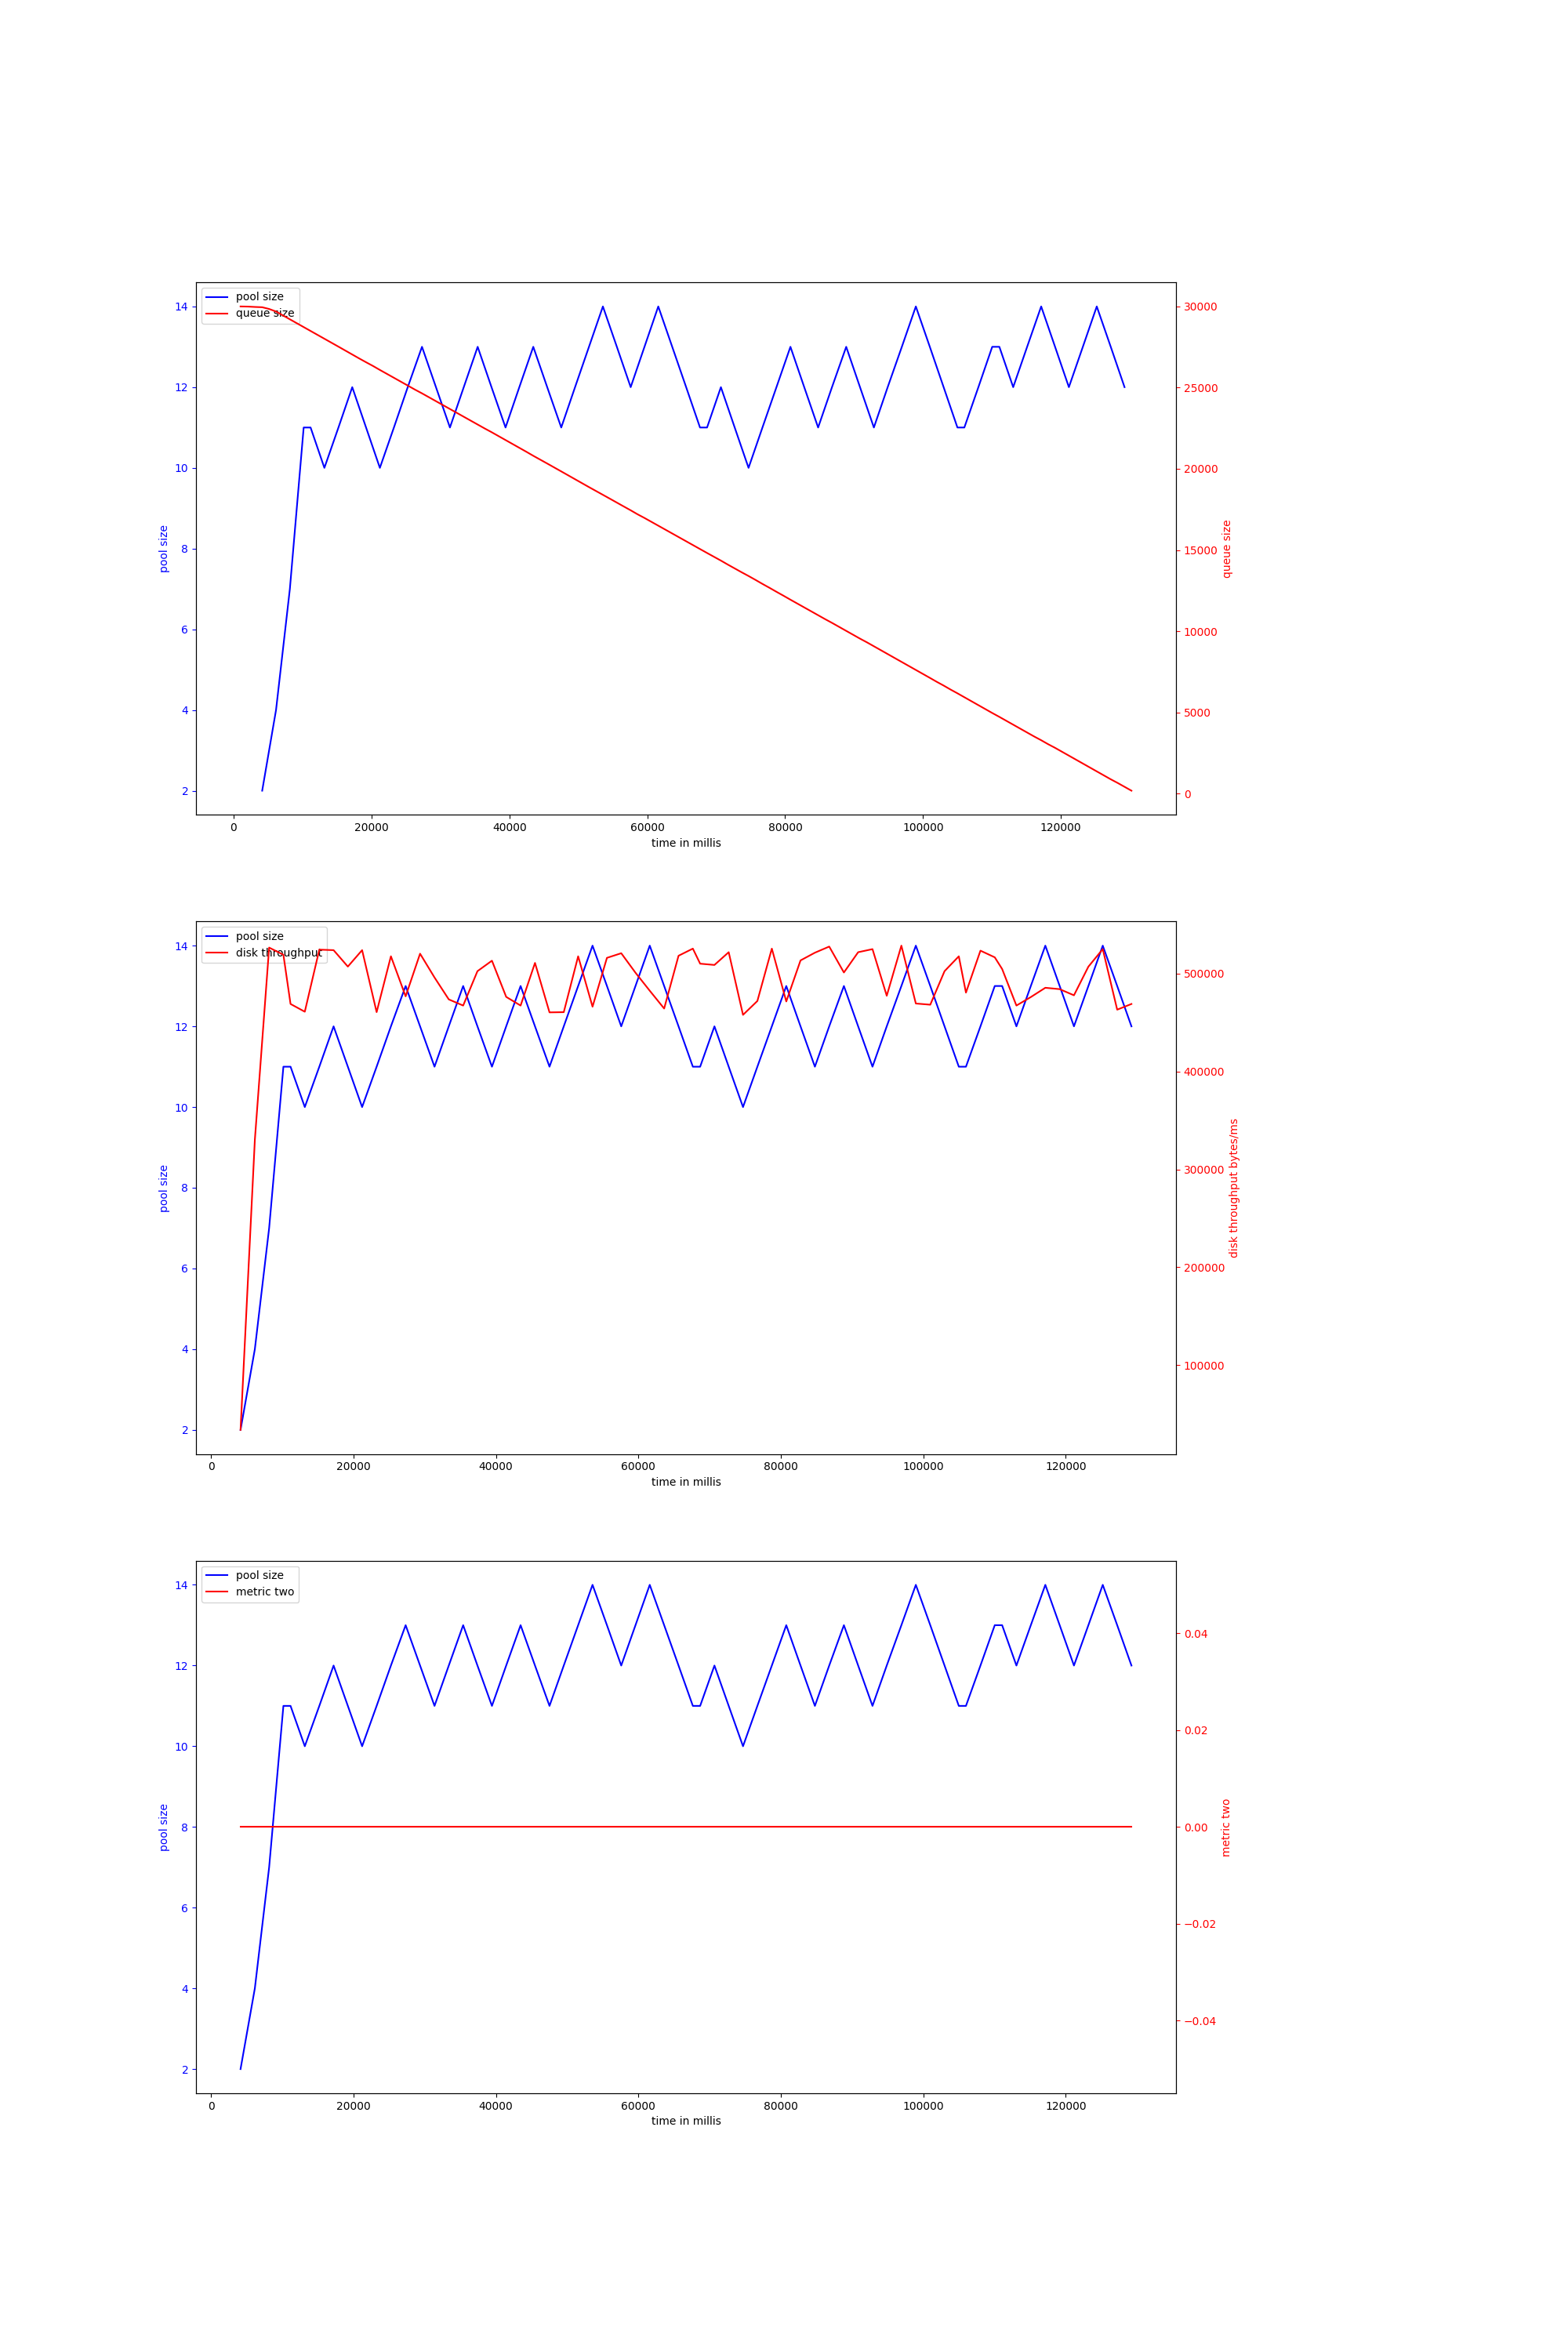 pool size
queue size
14
12
10
8
6
4
2
pool size
30000
25000
20000
15000
10000
5000
0
queue size
0 20000 40000 60000 80000 100000 120000
time in millis
pool size
disk throughput
14
12
10
8
6
4
2
pool size
500000
400000
300000
200000
100000
disk throughput bytes/ms
0 20000 40000 60000 80000 100000 120000
time in millis
pool size
metric two
14
12
10
8
6
4
2
pool size
0.04
0.02
0.00
−0.02
−0.04
metric two
0 20000 40000 60000 80000 100000 120000
time in millis